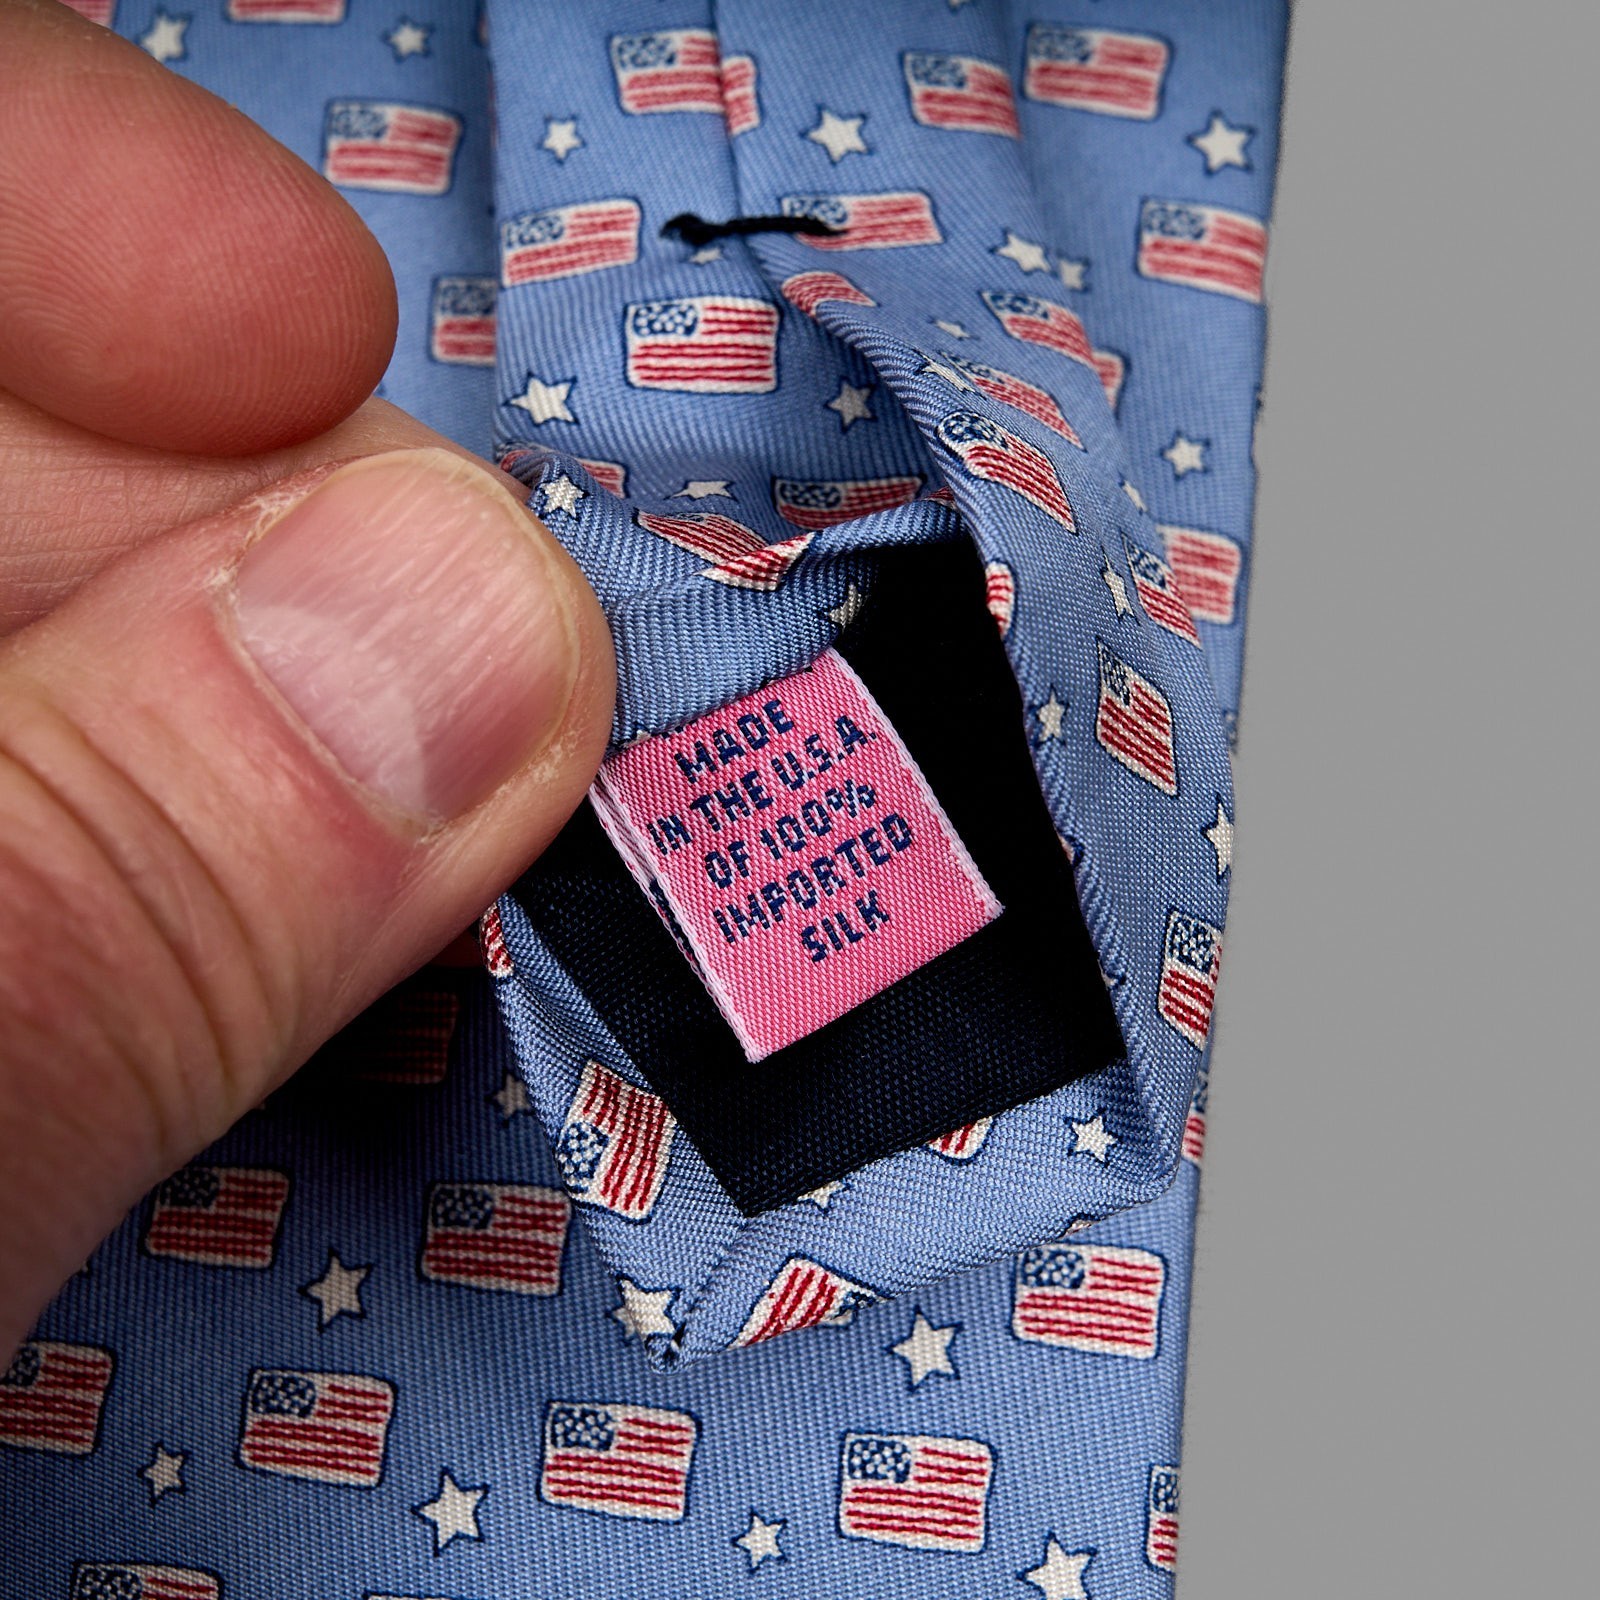 MADE
IN THE U.S.A.
OF 100%
IMPORTED
SILK